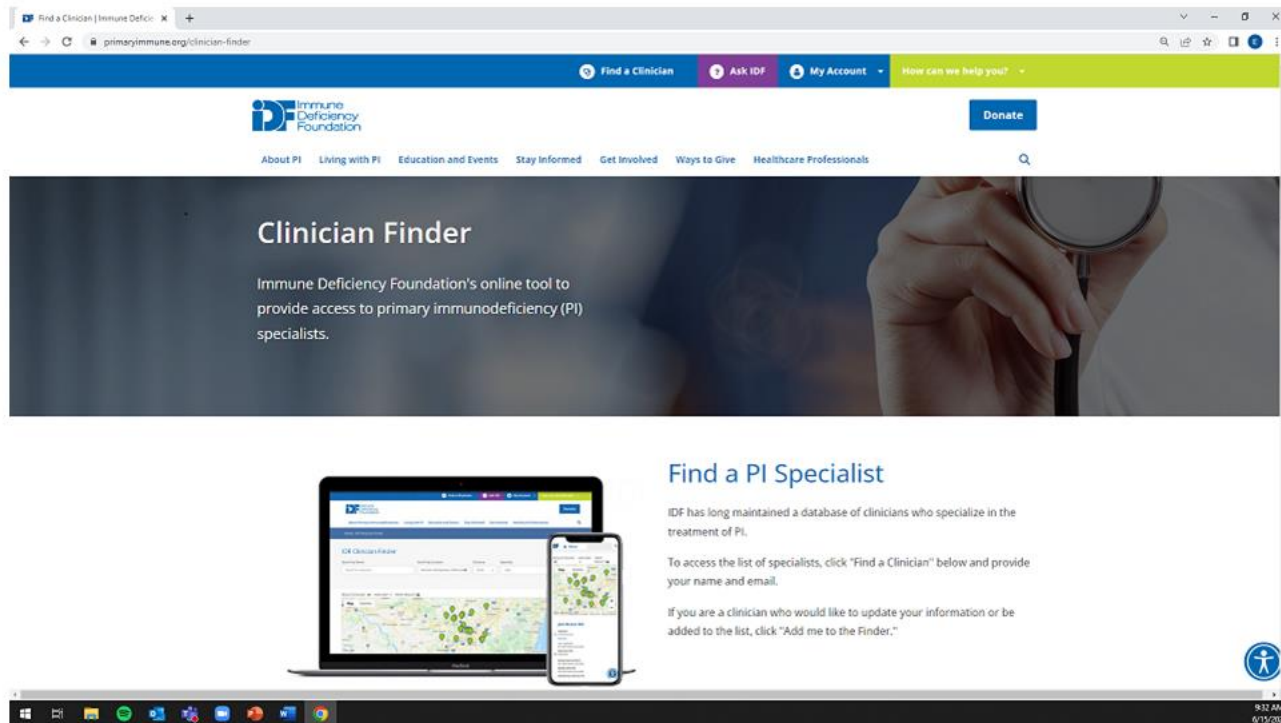 Find a Clinician | Immune Defici
primaryimmune.org/clinician-finder
Find a Clinician
Ask IDF
My Account
How can we help you?
IDF Immune
Deficiency
Foundation
Donate
About PI Living with PI Education and Events Stay Informed Get Involved Ways to Give Healthcare Professionals
Clinician Finder
Immune Deficiency Foundation's online tool to
provide access to primary immunodeficiency (PI)
specialists.
Find a PI Specialist
IDF has long maintained a database of clinicians who specialize in the
treatment of PI.
To access the list of specialists, click "Find a Clinician" below and provide
your name and email.
If you are a clinician who would like to update your information or be
added to the list, click "Add me to the Finder."
IDF Clinician Finder
9:32 AM